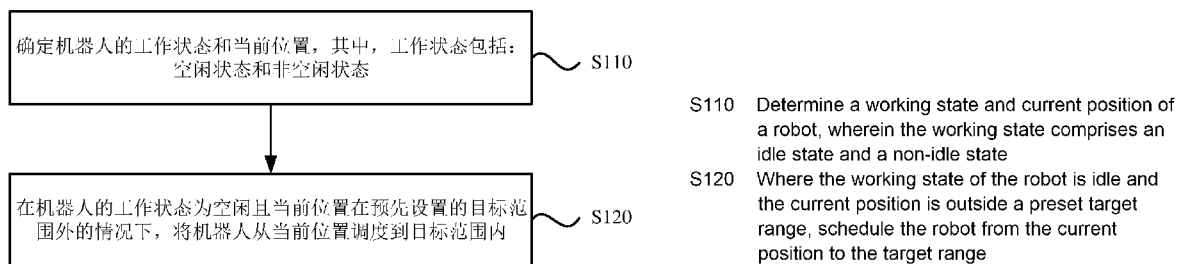 确定机器人的工作状态和当前位置，其中，工作状态包括：
空闲状态和非空闲状态
S110
在机器人的工作状态为空闲且当前位置在预先设置的目标范
围外的情况下，将机器人从当前位置调度到目标范围内
S120
S110 Determine a working state and current position of
a robot, wherein the working state comprises an
idle state and a non-idle state
S120 Where the working state of the robot is idle and
the current position is outside a preset target
range, schedule the robot from the current
position to the target range